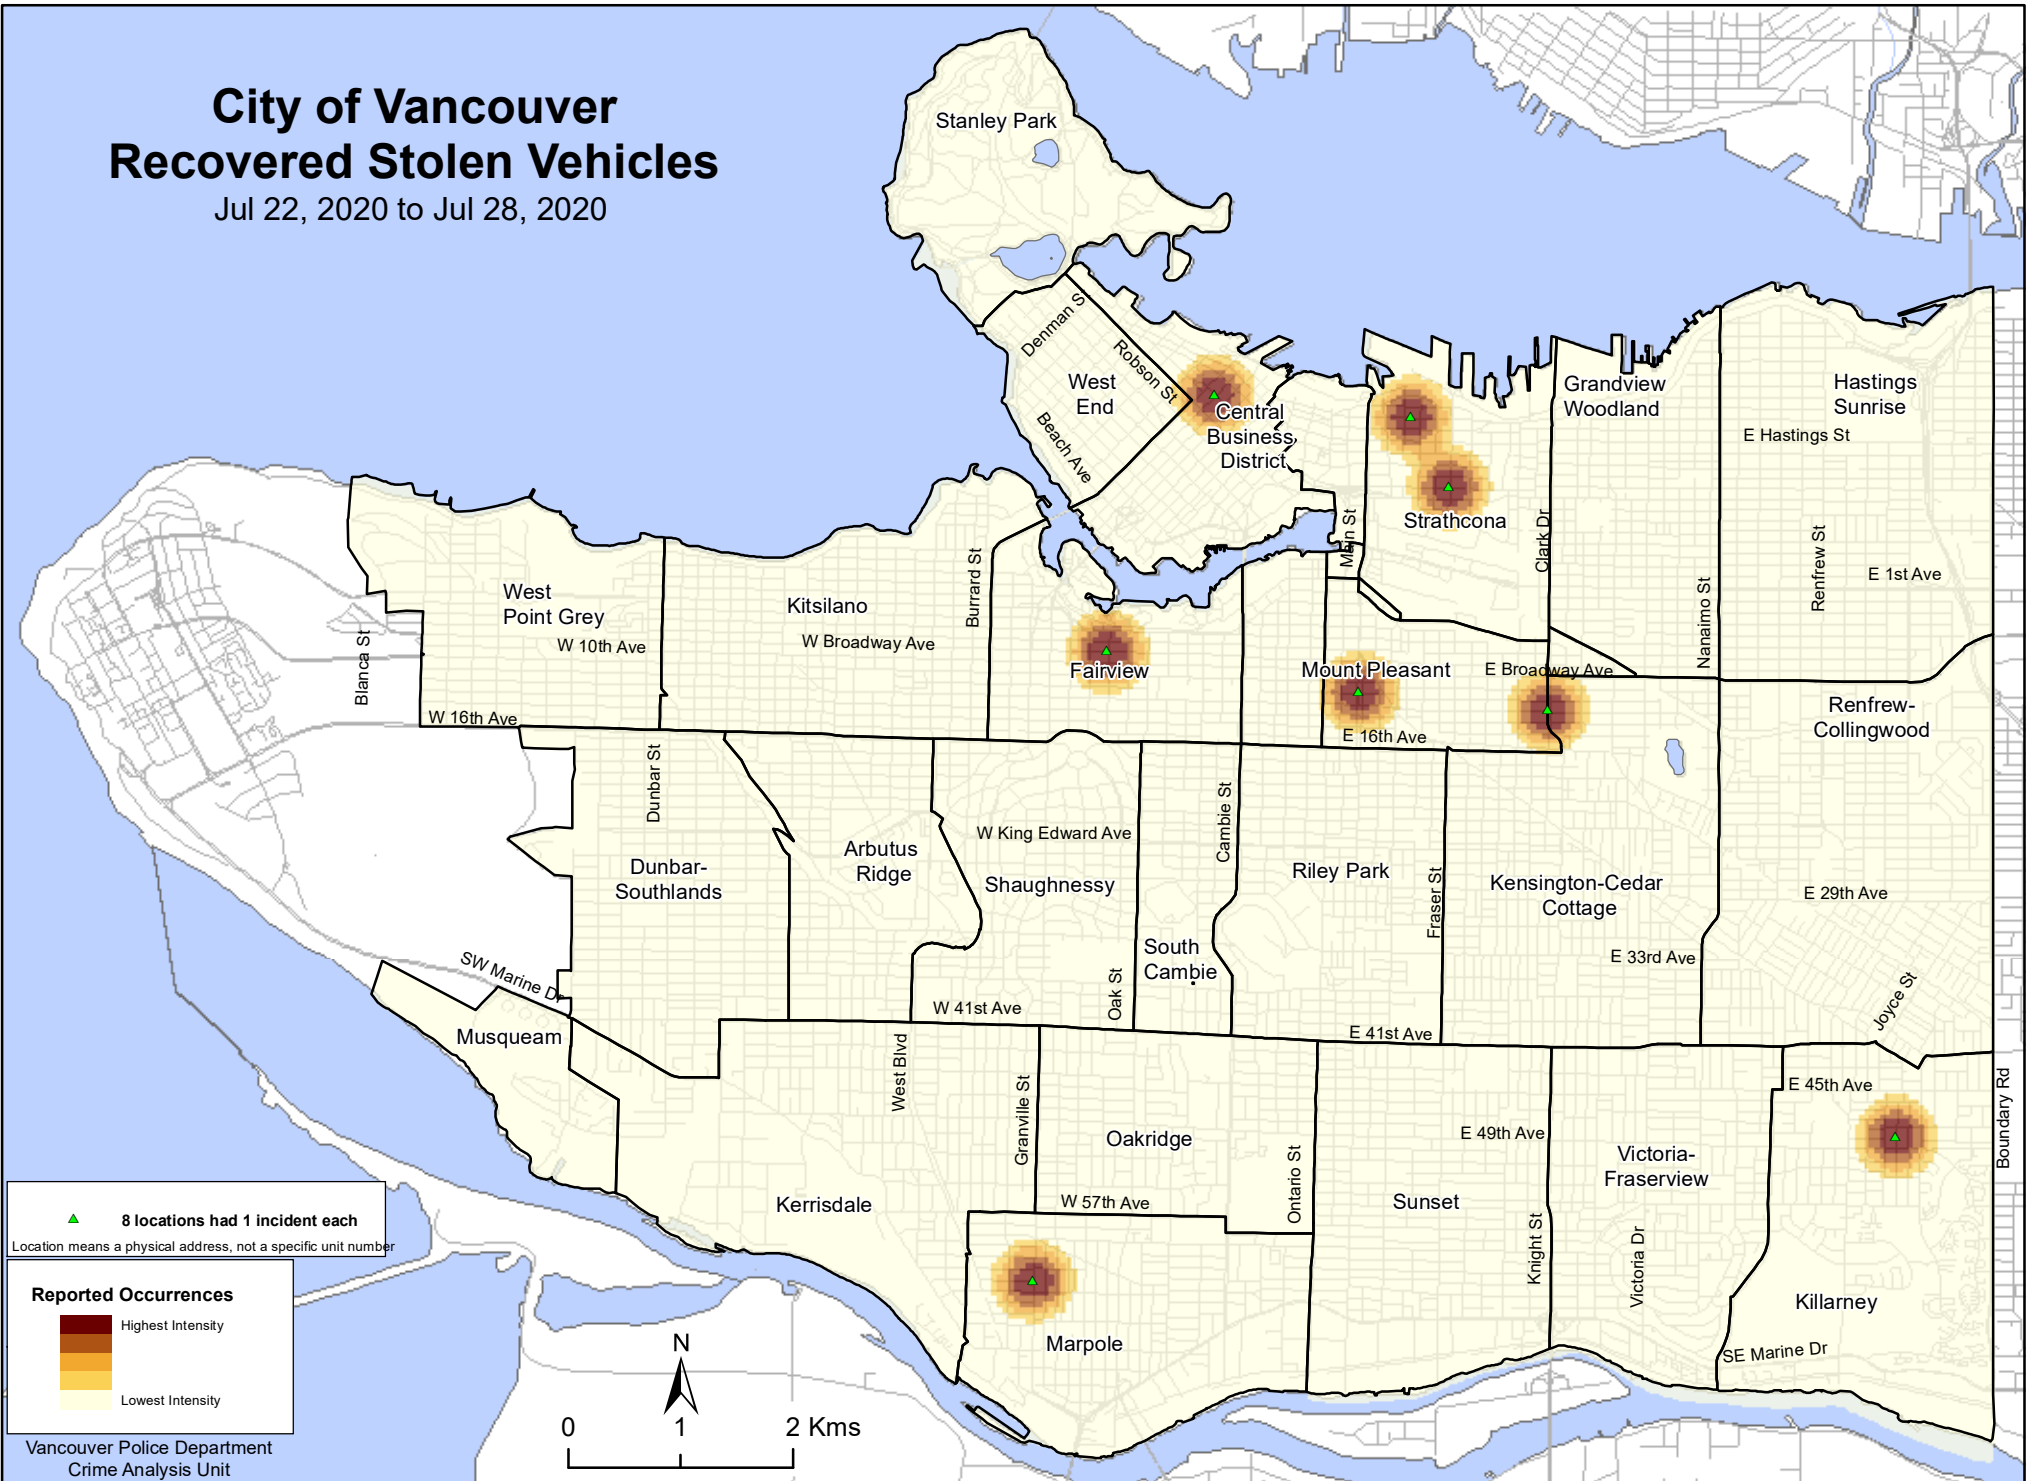 City of Vancouver
Recovered Stolen Vehicles
Jul 22, 2020 to Jul 28, 2020
Stanley Park
Denman S
Robson St
West
End
Beach Ave
Central
Business
District
Grandview
Woodland
Hastings
Sunrise
E Hastings St
Strathcona
Main St
Clark Dr
Nanaimo St
Renfrew St
E 1st Ave
West
Point Grey
W 10th Ave
Blanca St
W 16th Ave
Kitsilano
W Broadway Ave
Burrard St
Fairview
Mount Pleasant
E Broadway Ave
E 16th Ave
Renfrew-
Collingwood
Dunbar St
Dunbar-
Southlands
Arbutus
Ridge
W King Edward Ave
Shaughnessy
Cambie St
South
Cambie
Oak St
W 41st Ave
Riley Park
Fraser St
Kensington-Cedar
Cottage
E 33rd Ave
E 29th Ave
Joyce St
E 41st Ave
SW Marine Dr
Musqueam
West Blvd
Granville St
Oakridge
W 57th Ave
Ontario St
E 49th Ave
Sunset
Knight St
Victoria-
Fraserview
Victoria Dr
E 45th Ave
Boundary Rd
Killarney
SE Marine Dr
Kerrisdale
Marpole
8 locations had 1 incident each
Location means a physical address, not a specific unit number
Reported Occurrences
Highest Intensity
Lowest Intensity
Vancouver Police Department
Crime Analysis Unit
N
0 1 2 Kms